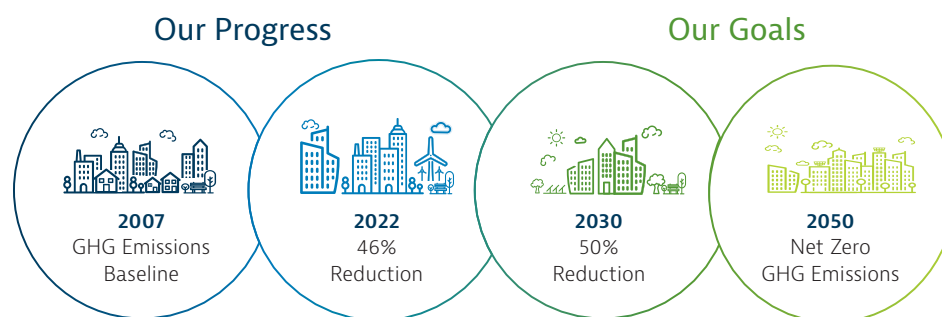 Our Progress
Our Goals
2007
GHG Emissions
Baseline
2022
46%
Reduction
2030
50%
Reduction
2050
Net Zero
GHG Emissions